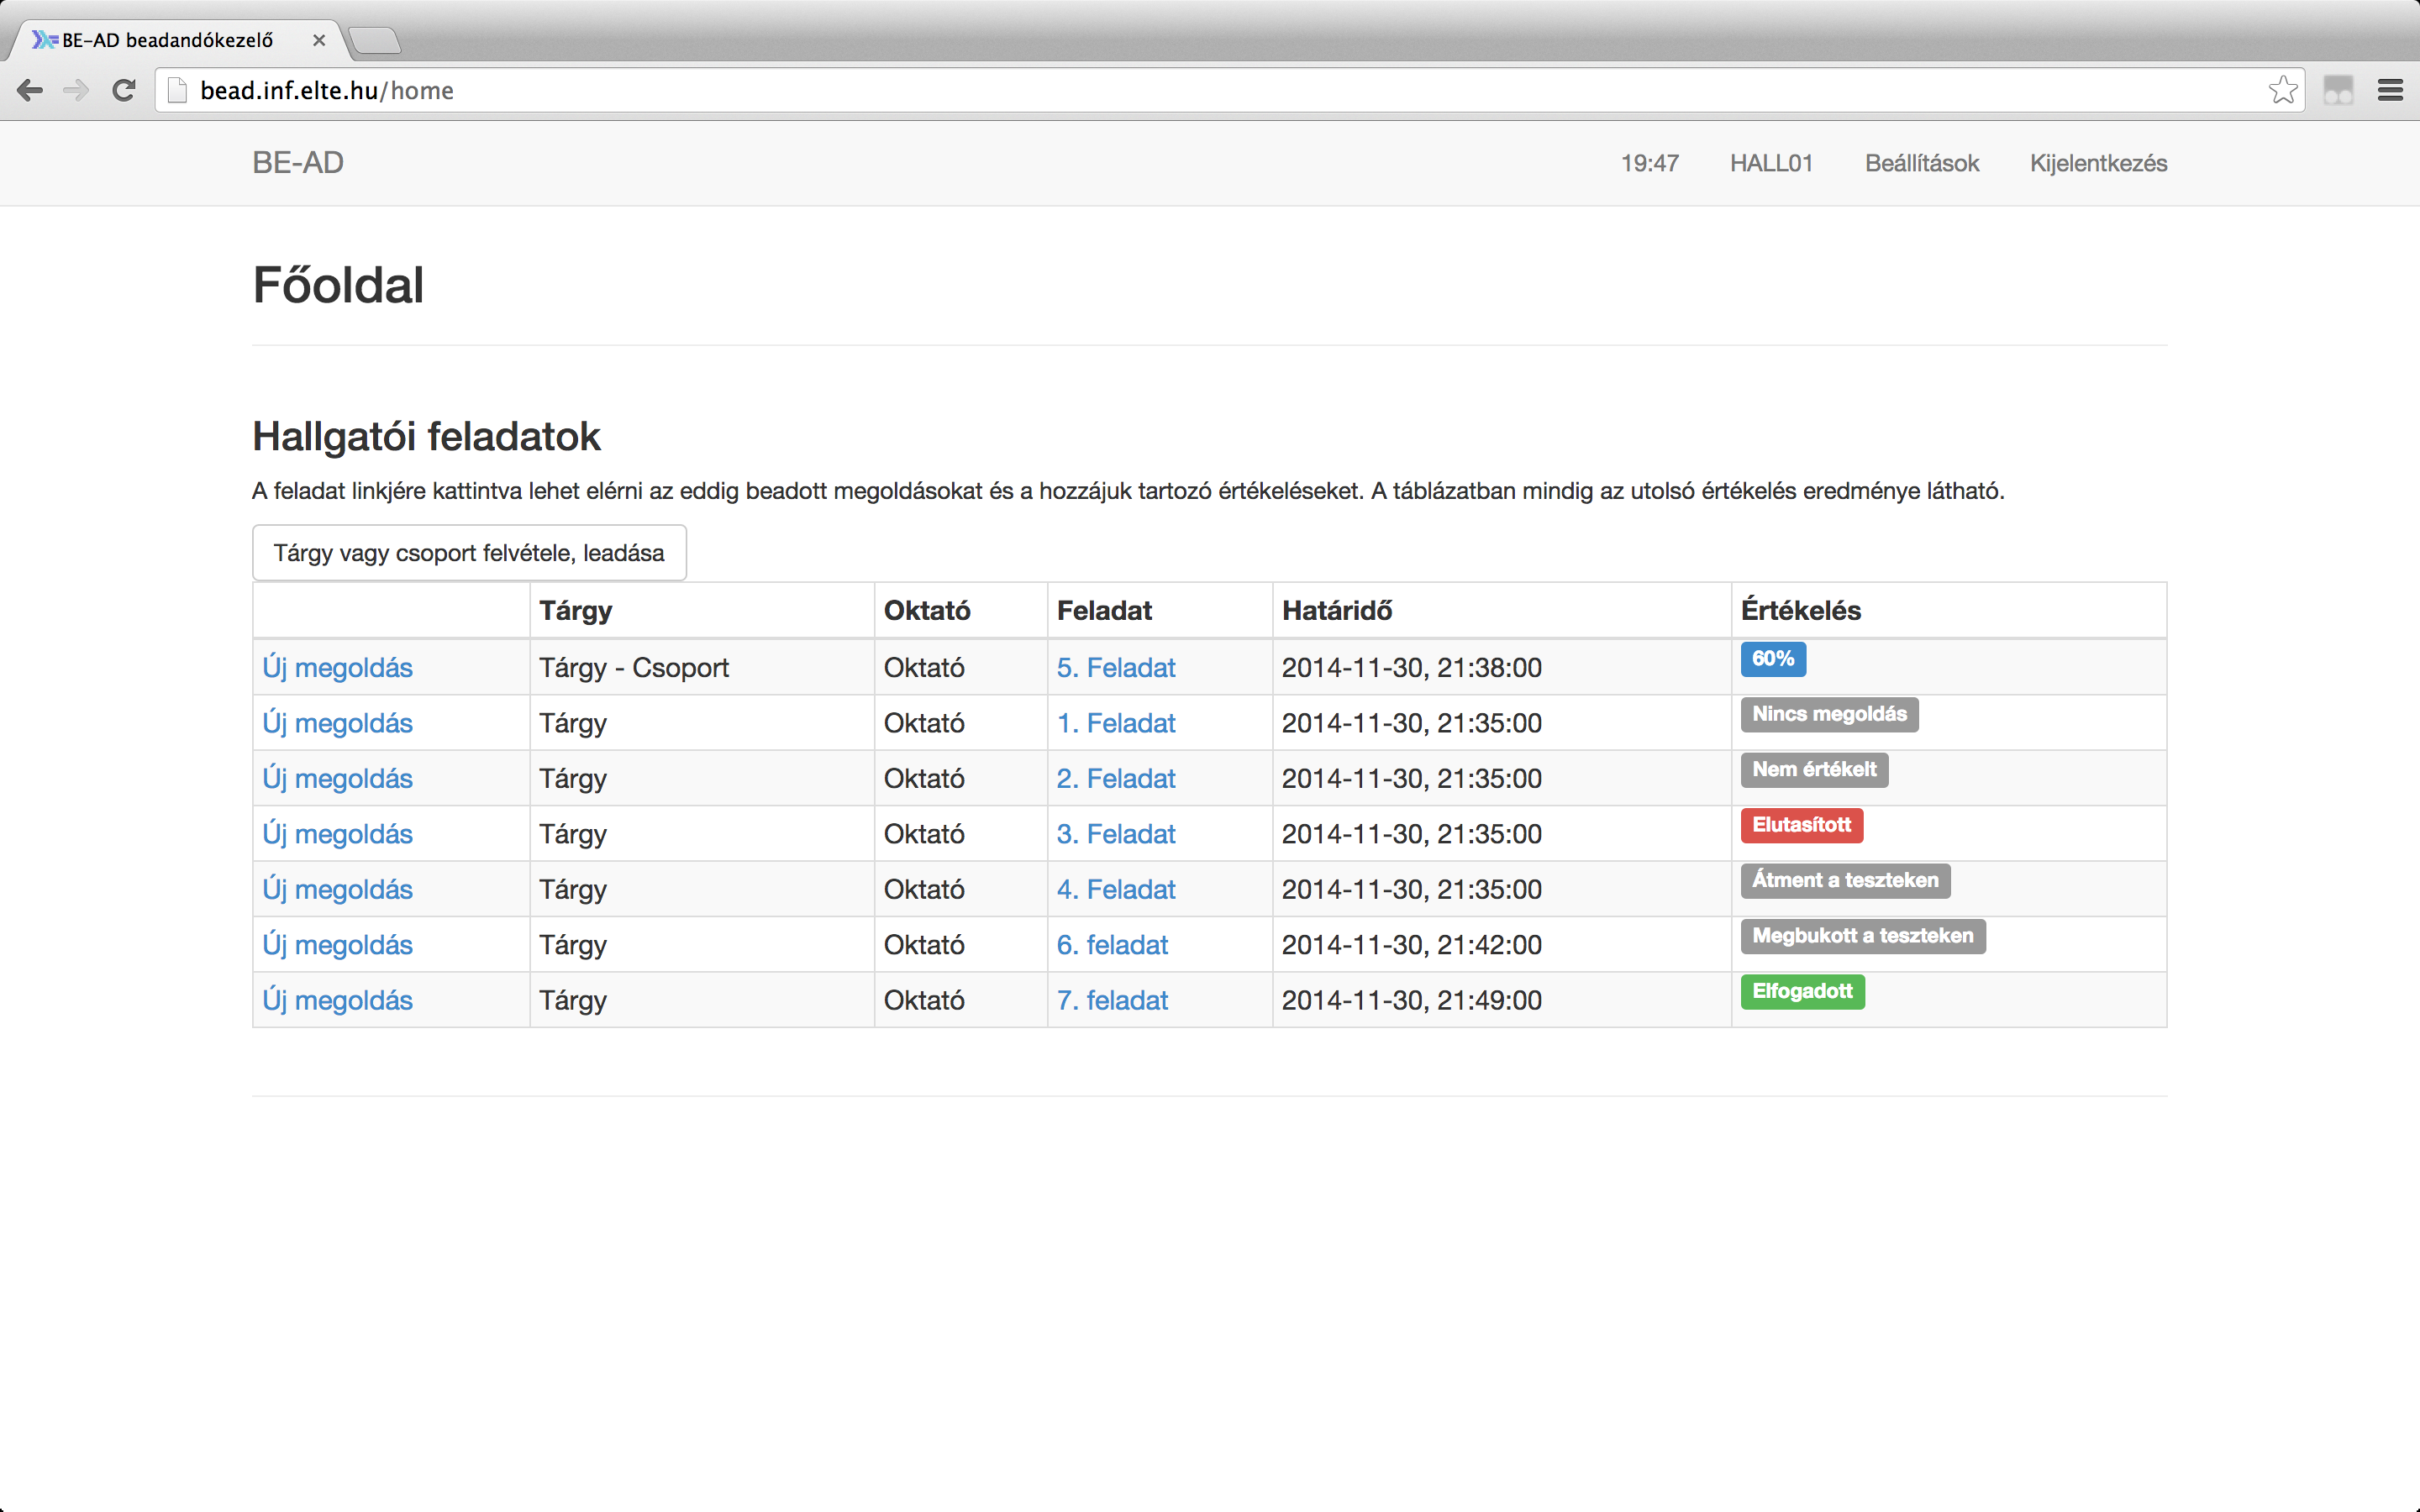 BE-AD beadandókezelő
bead.inf.elte.hu/home
BE-AD 19:47 HALL01 Beállítások Kijelentkezés
Főoldal
Hallgatói feladatok
A feladat linkjére kattintva lehet elérni az eddig beadott megoldásokat és a hozzájuk tartozó értékeléseket. A táblázatban mindig az utolsó értékelés eredménye látható.
Tárgy vagy csoport felvétele, leadása
Tárgy Oktató Feladat Határidő Értékelés
Új megoldás Tárgy - Csoport Oktató 5. Feladat 2014-11-30, 21:38:00 60%
Új megoldás Tárgy Oktató 1. Feladat 2014-11-30, 21:35:00 Nincs megoldás
Új megoldás Tárgy Oktató 2. Feladat 2014-11-30, 21:35:00 Nem értékelt
Új megoldás Tárgy Oktató 3. Feladat 2014-11-30, 21:35:00 Elutasított
Új megoldás Tárgy Oktató 4. Feladat 2014-11-30, 21:35:00 Átment a teszteken
Új megoldás Tárgy Oktató 6. feladat 2014-11-30, 21:42:00 Megbukott a teszteken
Új megoldás Tárgy Oktató 7. feladat 2014-11-30, 21:49:00 Elfogadott